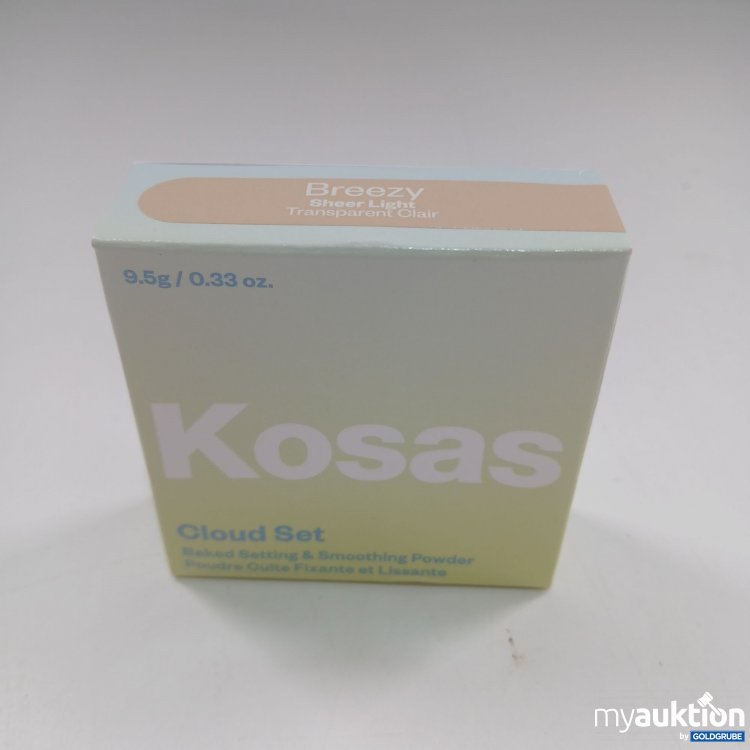 Breezy
Sheer Light
Transparent Clair
9.5g / 0.33 oz.
Kosas
Cloud Set
Baked Setting & Smoothing Powder
Poudre Cuite Fixante et Lissante
myauktion
by GOLDGRUBE